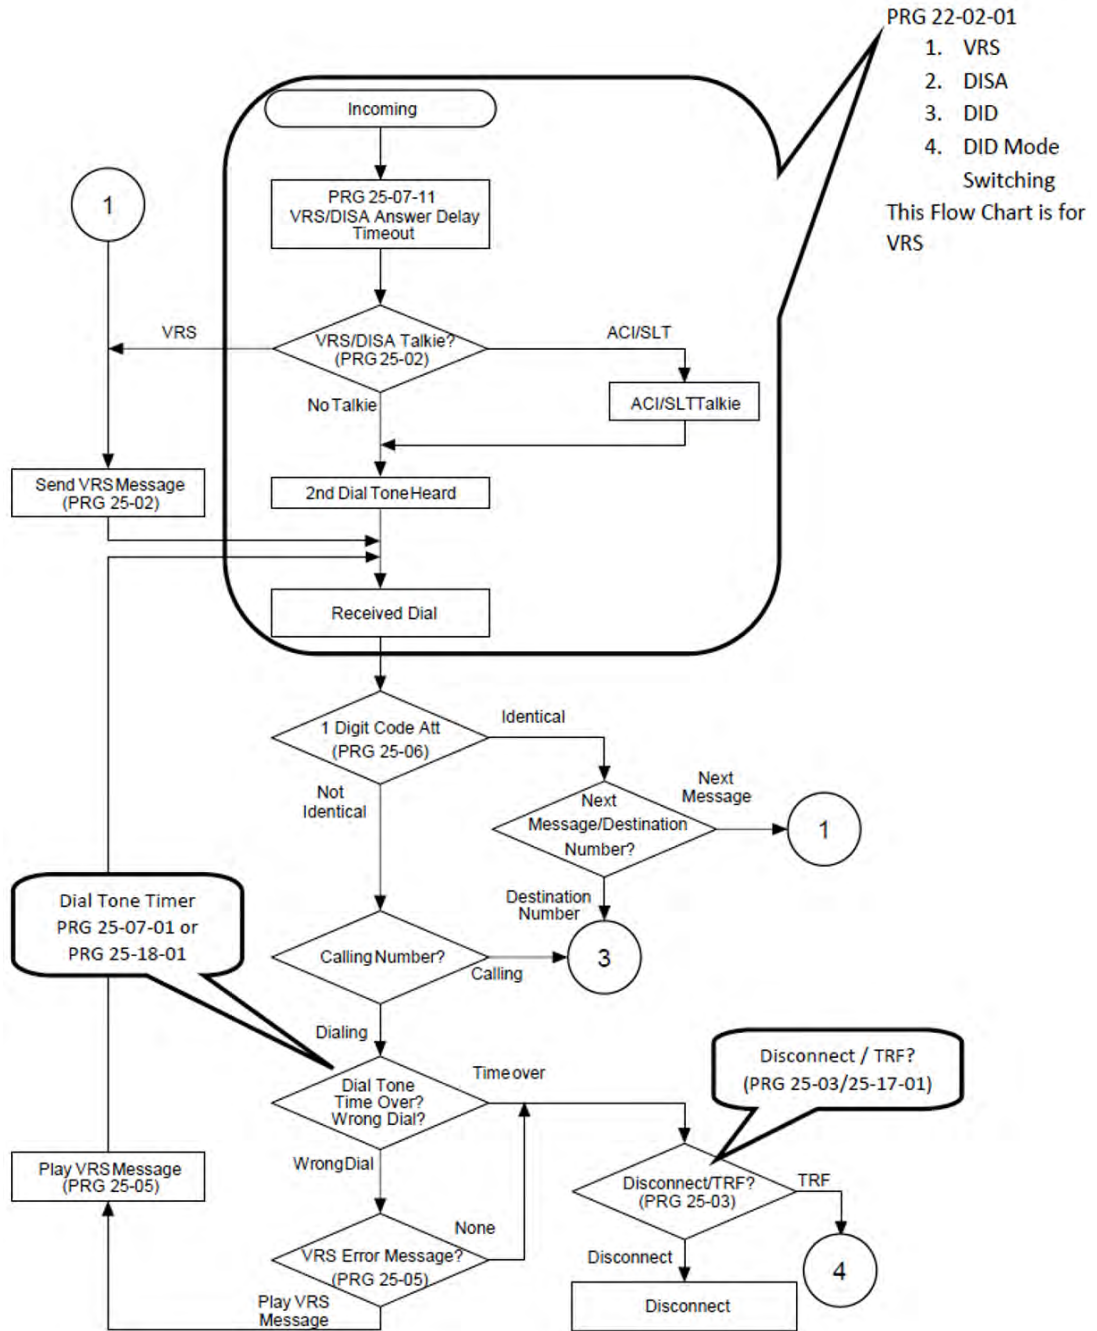 PRG 22-02-01
1. VRS
2. DISA
3. DID
4. DID Mode
Switching
This Flow Chart is for
VRS
Incoming
PRG 25-07-11
VRS/DISA Answer Delay
Timeout
1
VRS
VRS/DISA Talkie?
(PRG 25-02)
ACI/SLT
No Talkie
ACI/SLT Talkie
Send VRS Message
(PRG 25-02)
2nd Dial Tone Heard
Received Dial
1 Digit Code Att
(PRG 25-06)
Identical
Not
Identical
Next
Message/Destination
Number?
Next
Message
1
Destination
Number
3
Dial Tone Timer
PRG 25-07-01 or
PRG 25-18-01
Calling Number?
Calling
Dialing
Dial Tone
Time Over?
Wrong Dial?
Time over
Disconnect / TRF?
(PRG 25-03/25-17-01)
Wrong Dial
Play VRS Message
(PRG 25-05)
Disconnect/TRF?
(PRG 25-03)
TRF
4
VRS Error Message?
(PRG 25-05)
None
Disconnect
Disconnect
Play VRS
Message